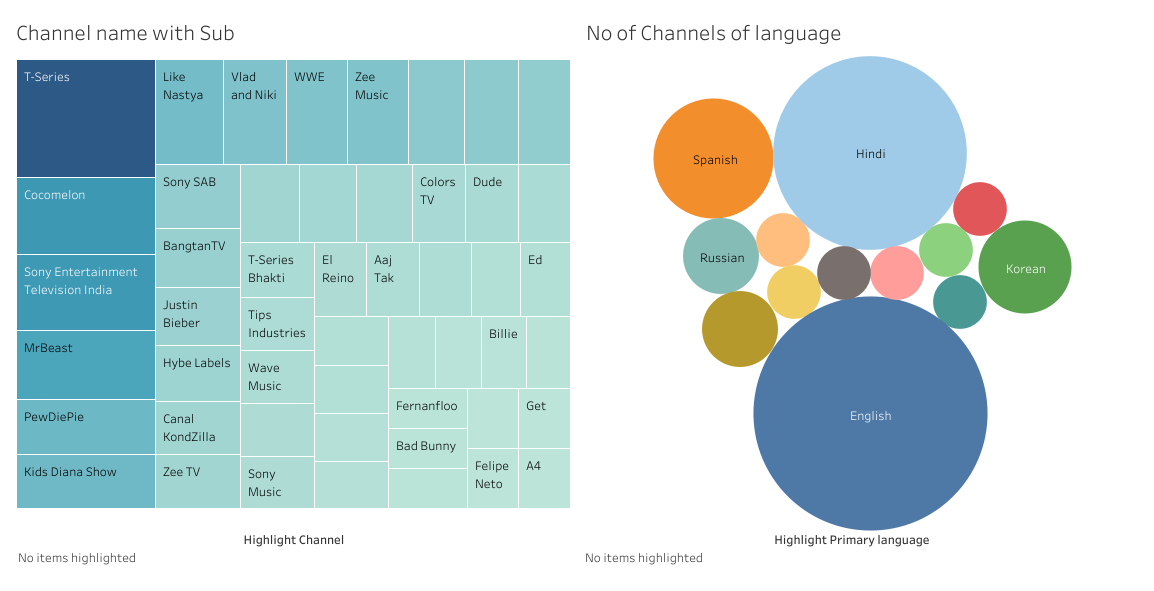 Channel name with Sub
T-Series
Cocomelon
Sony Entertainment
Television India
MrBeast
PewDiePie
Kids Diana Show
Like
Nastya
Vlad
and Niki
WWE
Zee
Music
Sony SAB
BangtanTV
Justin
Bieber
Hybe Labels
Canal
KondZilla
Zee TV
Colors
TV
Dude
T-Series
Bhakti
Tips
Industries
Wave
Music
Sony
Music
El
Reino
Aaj
Tak
Ed
Billie
Fernanfloo
Bad Bunny
Get
Felipe
Neto
A4
Highlight Channel
No items highlighted
No of Channels of language
Spanish
Hindi
Russian
Korean
English
Highlight Primary language
No items highlighted